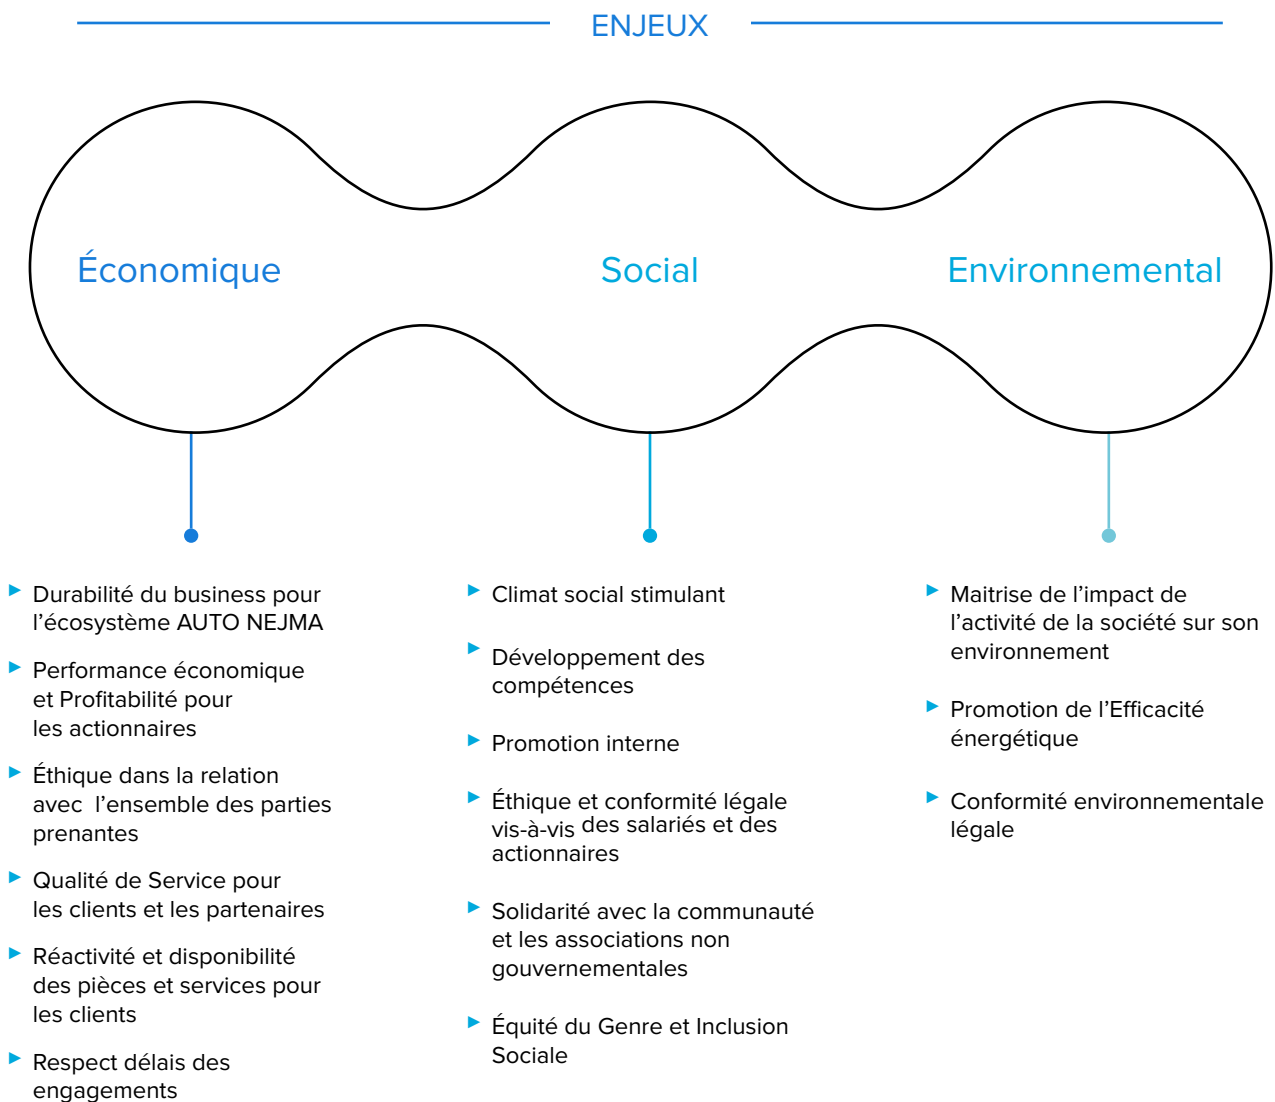 ENJEUX
Économique
Social
Environnemental
Durabilité du business pour
l’écosystème AUTO NEJMA
Performance économique
et Profitabilité pour
les actionnaires
Éthique dans la relation
avec l’ensemble des parties
prenantes
Qualité de Service pour
les clients et les partenaires
Réactivité et disponibilité
des pièces et services pour
les clients
Respect délais des
engagements
Climat social stimulant
Développement des
compétences
Promotion interne
Éthique et conformité légale
vis-à-vis des salariés et des
actionnaires
Solidarité avec la communauté
et les associations non
gouvernementales
Équité du Genre et Inclusion
Sociale
Maitrise de l’impact de
l’activité de la société sur son
environnement
Promotion de l’Efficacité
énergétique
Conformité environnementale
légale